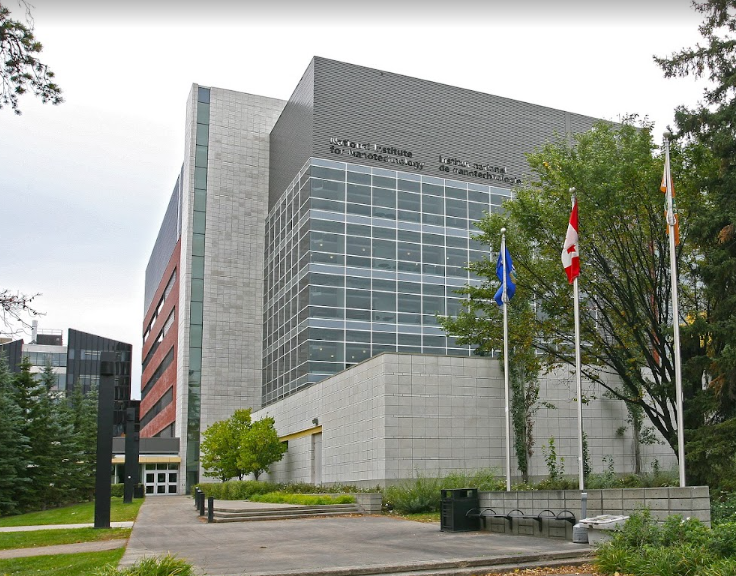 National Institute
for Nanotechnology
Institut national
de nanotechnologie